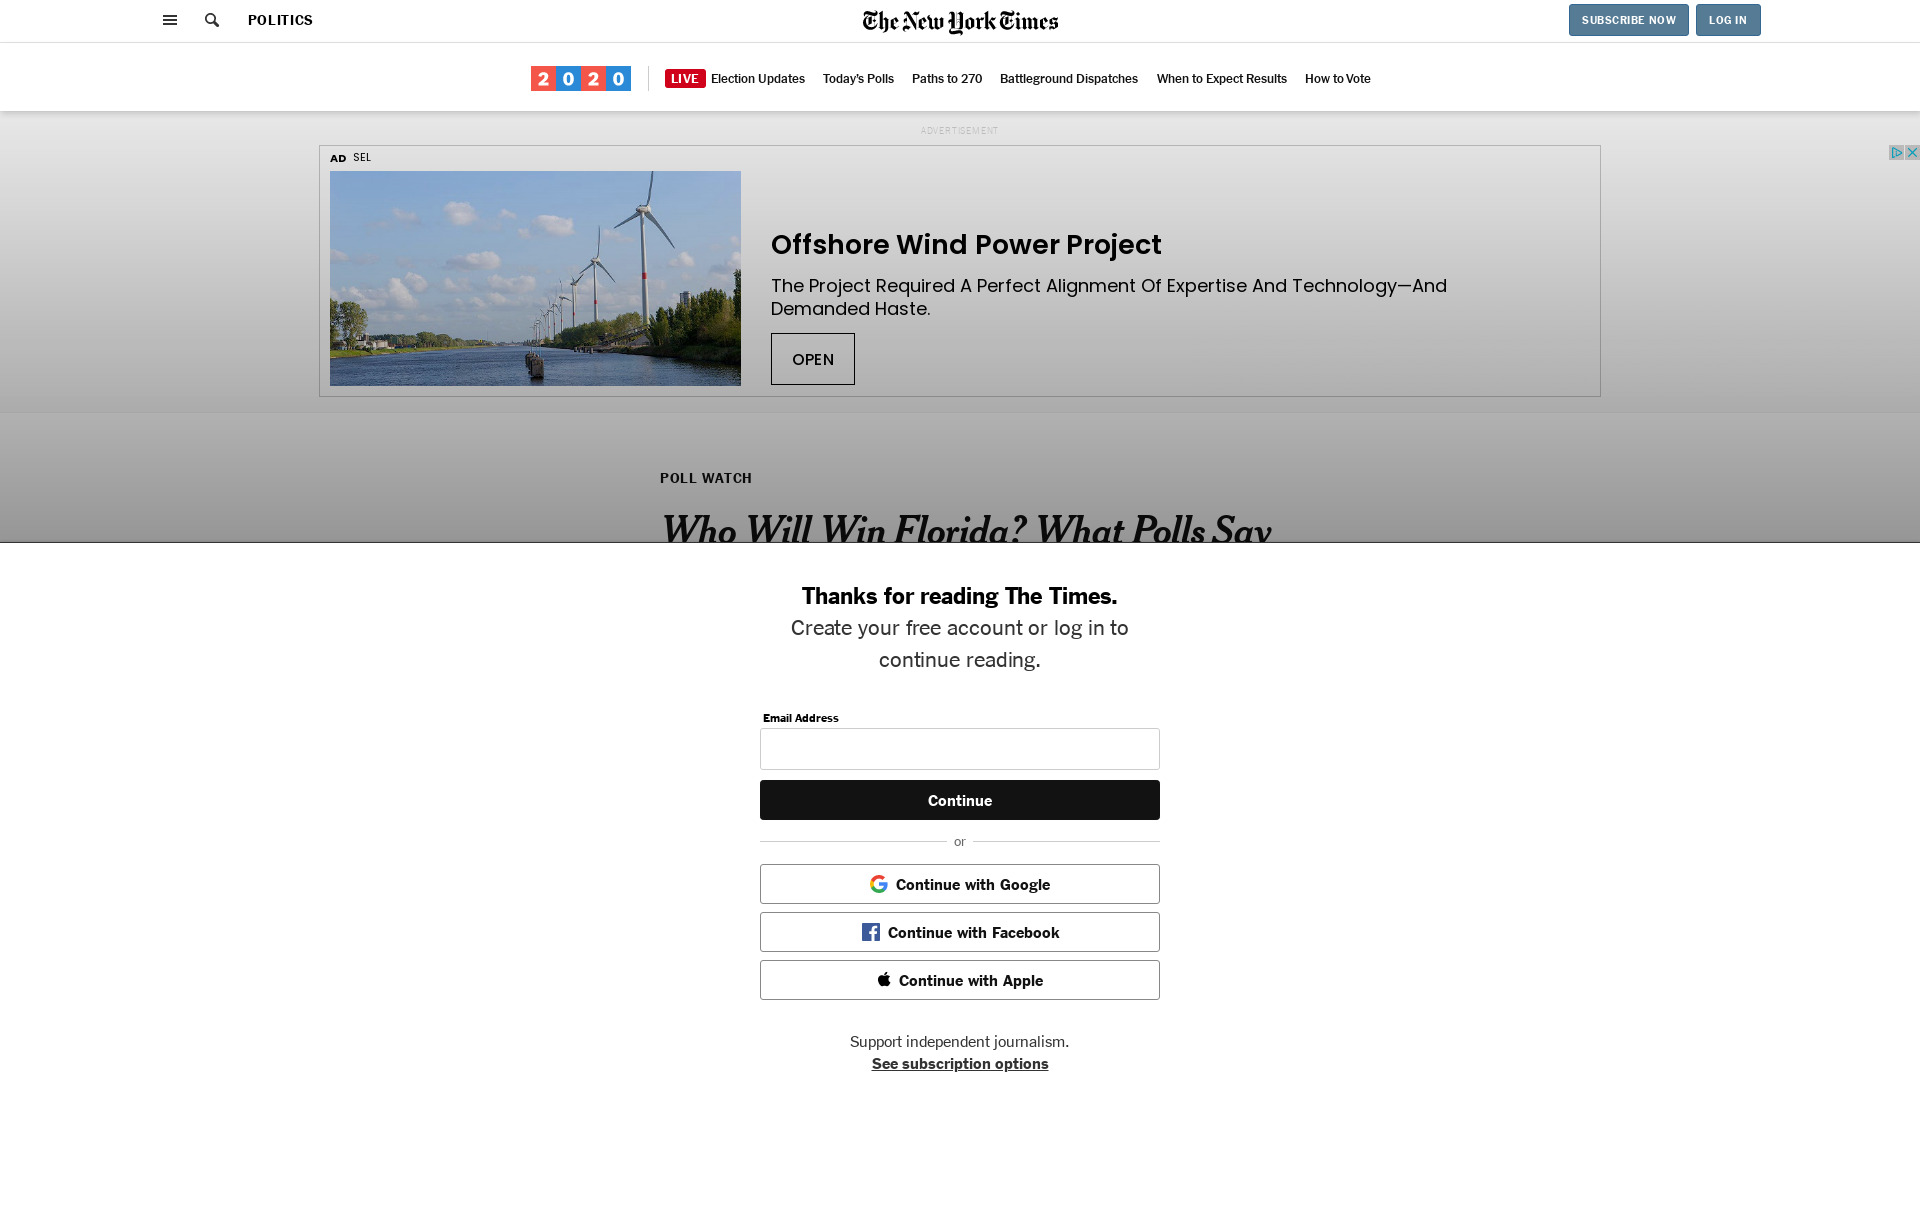 POLITICS
The New York Times
SUBSCRIBE NOW
LOG IN
2020
LIVE Election Updates
Today's Polls
Paths to 270
Battleground Dispatches
When to Expect Results
How to Vote
ADVERTISEMENT
AD SEL
Offshore Wind Power Project
The Project Required A Perfect Alignment Of Expertise And Technology—And
Demanded Haste.
OPEN
POLL WATCH
Who Will Win Florida? What Polls Say
Thanks for reading The Times.
Create your free account or log in to
continue reading.
Email Address
Continue
or
Continue with Google
Continue with Facebook
Continue with Apple
Support independent journalism.
See subscription options